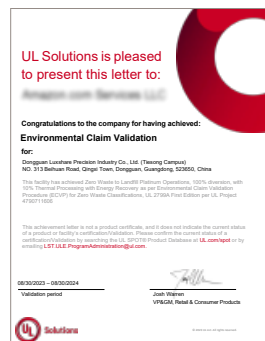 UL Solutions is pleased
to present this letter to:
Congratulations to the company for having achieved:
Environmental Claim Validation
for:
Dongguan Luxshare Precision Industry Co., Ltd. (Tiesong Campus)
NO. 313 Beihuan Road, Qingxi Town, Dongguan, Guangdong, 523650, China
This facility has achieved Zero Waste to Landfill Platinum Operations, 100% diversion, with
10% Thermal Processing with Energy Recovery as per Environmental Claim Validation
Procedure (ECVP) for Zero Waste Classifications, UL 2799A First Edition per UL Project
This achievement letter is not a product certificate, and it does not indicate the current status
of a product or facility's certification/Validation. Please confirm the current status of a
certification/Validation by searching the UL SPOT® Product Database at UL.com/spot or by
emailing LST.ULE.ProgramAdministration@ul.com.
08/30/2023 – 08/30/2024
Validation period
Josh Warren
VP&GM, Retail & Consumer Products
UL Solutions